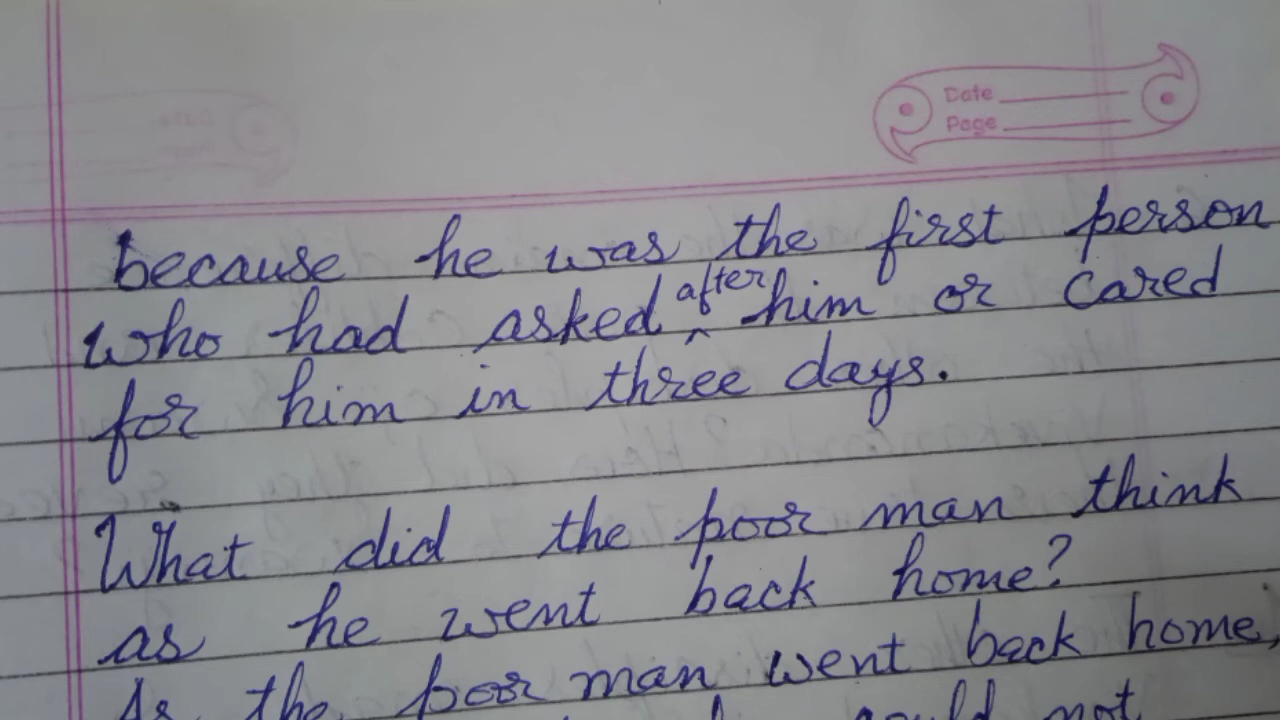 Date
Page
because he was the first person
who had asked after him or cared
for him in three days.
What did the poor man think
as he went back home?
As the poor man went back home,
could not